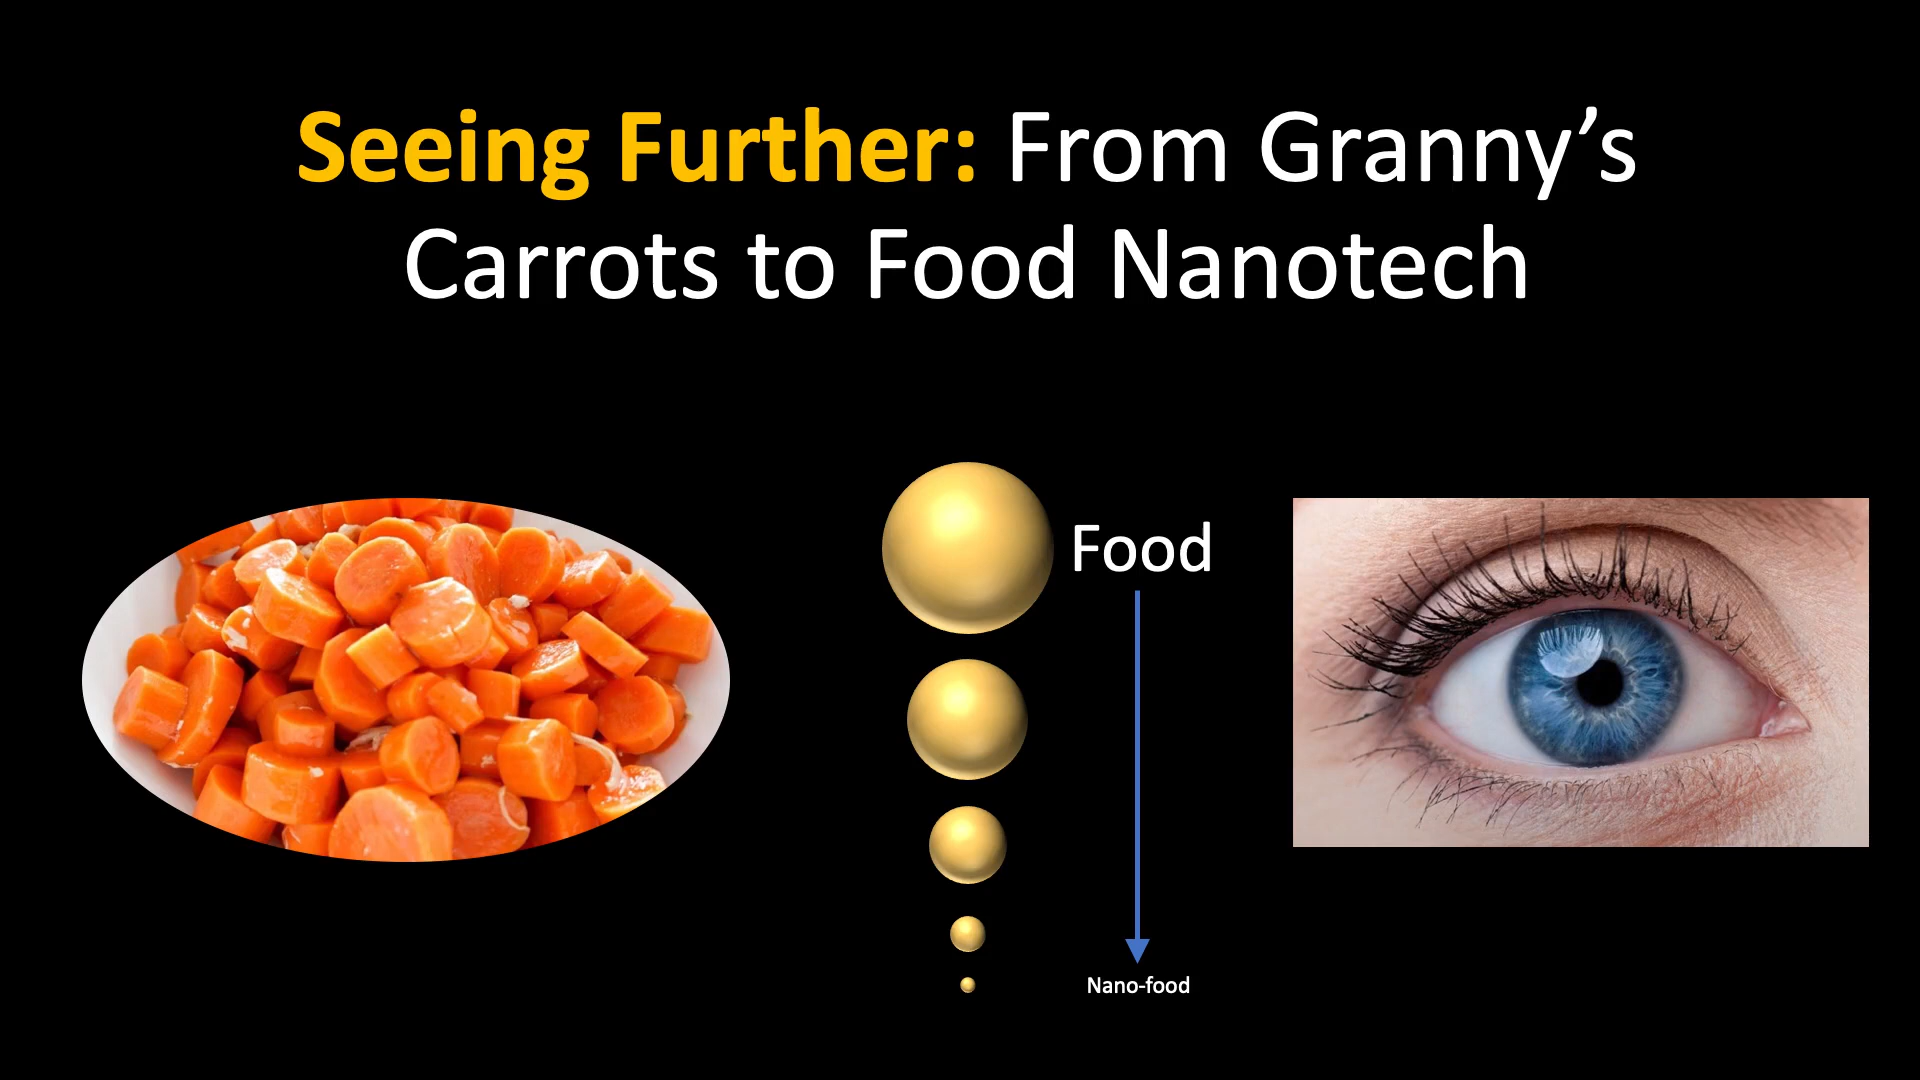 Seeing Further: From Granny’s
Carrots to Food Nanotech
Food
Nano-food